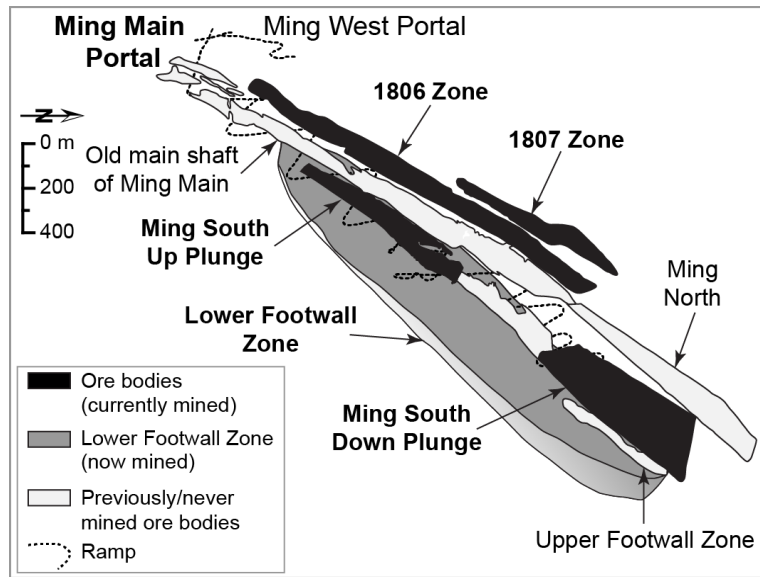 Ming Main
Portal
Ming West Portal
1806 Zone
1807 Zone
N
0 m
200
400
Old main shaft
of Ming Main
Ming South
Up Plunge
Ming
North
Lower Footwall
Zone
Ming South
Down Plunge
Upper Footwall Zone
Ore bodies
(currently mined)
Lower Footwall Zone
(now mined)
Previously/never
mined ore bodies
Ramp